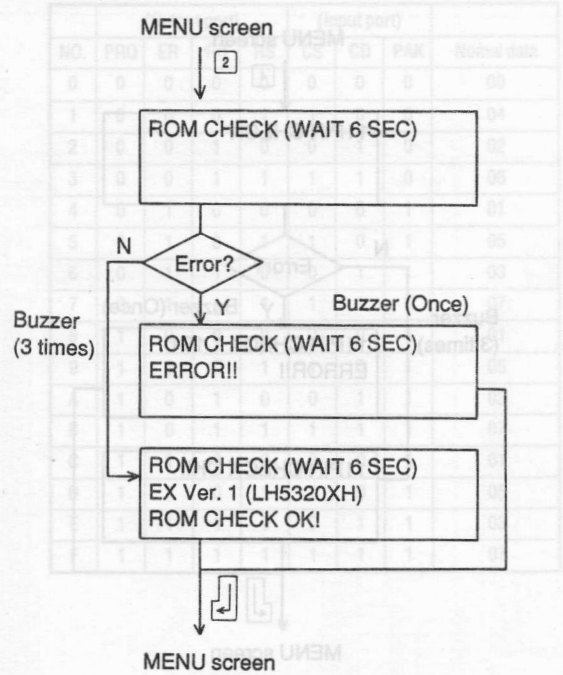 MENU screen
2
ROM CHECK (WAIT 6 SEC)
N
Error?
Y
Buzzer (Once)
Buzzer
(3 times)
ROM CHECK (WAIT 6 SEC)
ERROR!!
ROM CHECK (WAIT 6 SEC)
EX Ver. 1 (LH5320XH)
ROM CHECK OK!
MENU screen